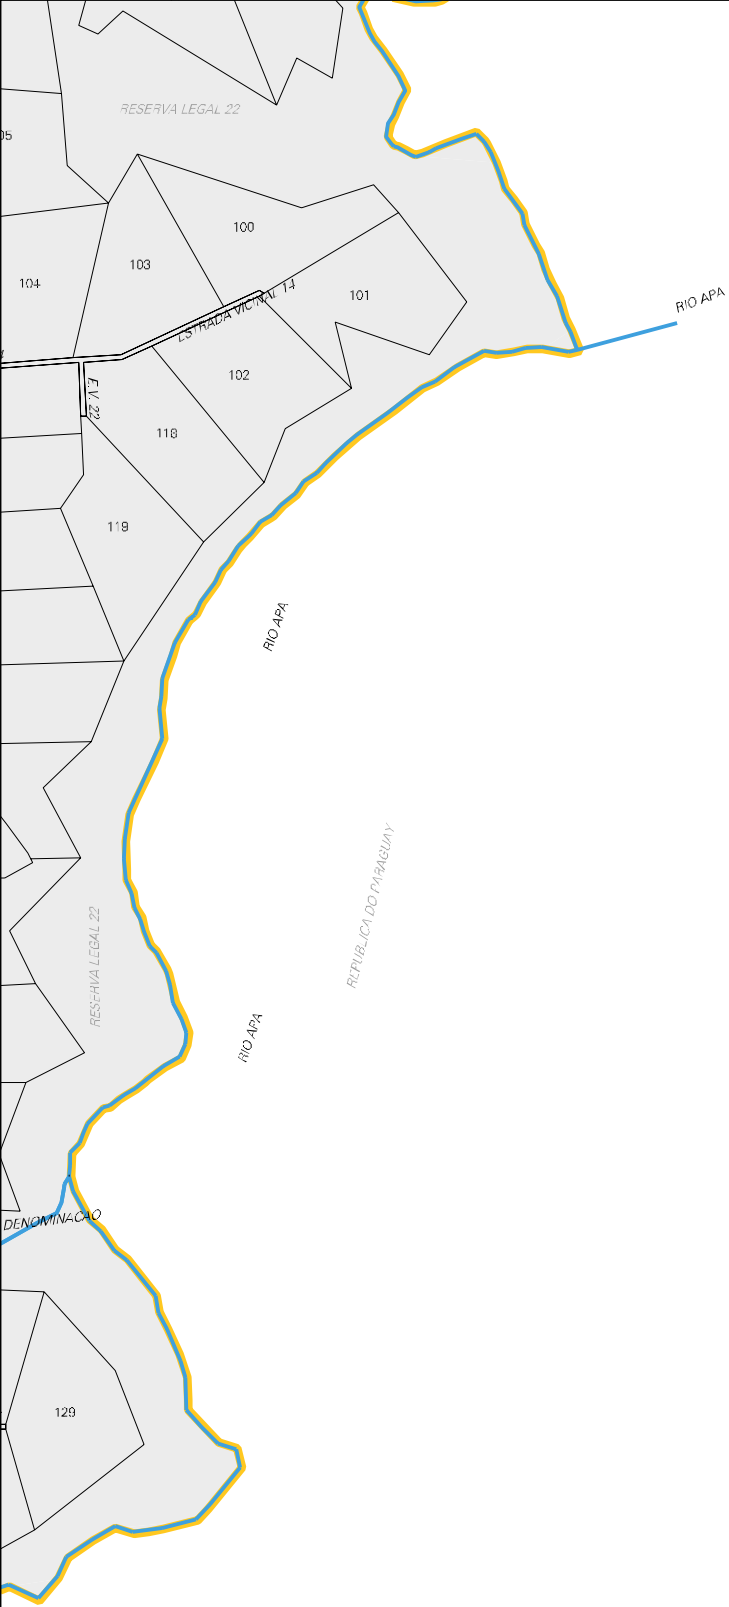 RESERVA LEGAL 22
05
100
103
104
101
ESTRADA VICINAL 14
RIO APA
102
E.V. 22
118
119
RIO APA
REPUBLICA DO PARAGUAY
RESERVA LEGAL 22
RIO APA
DENOMINACAO
129